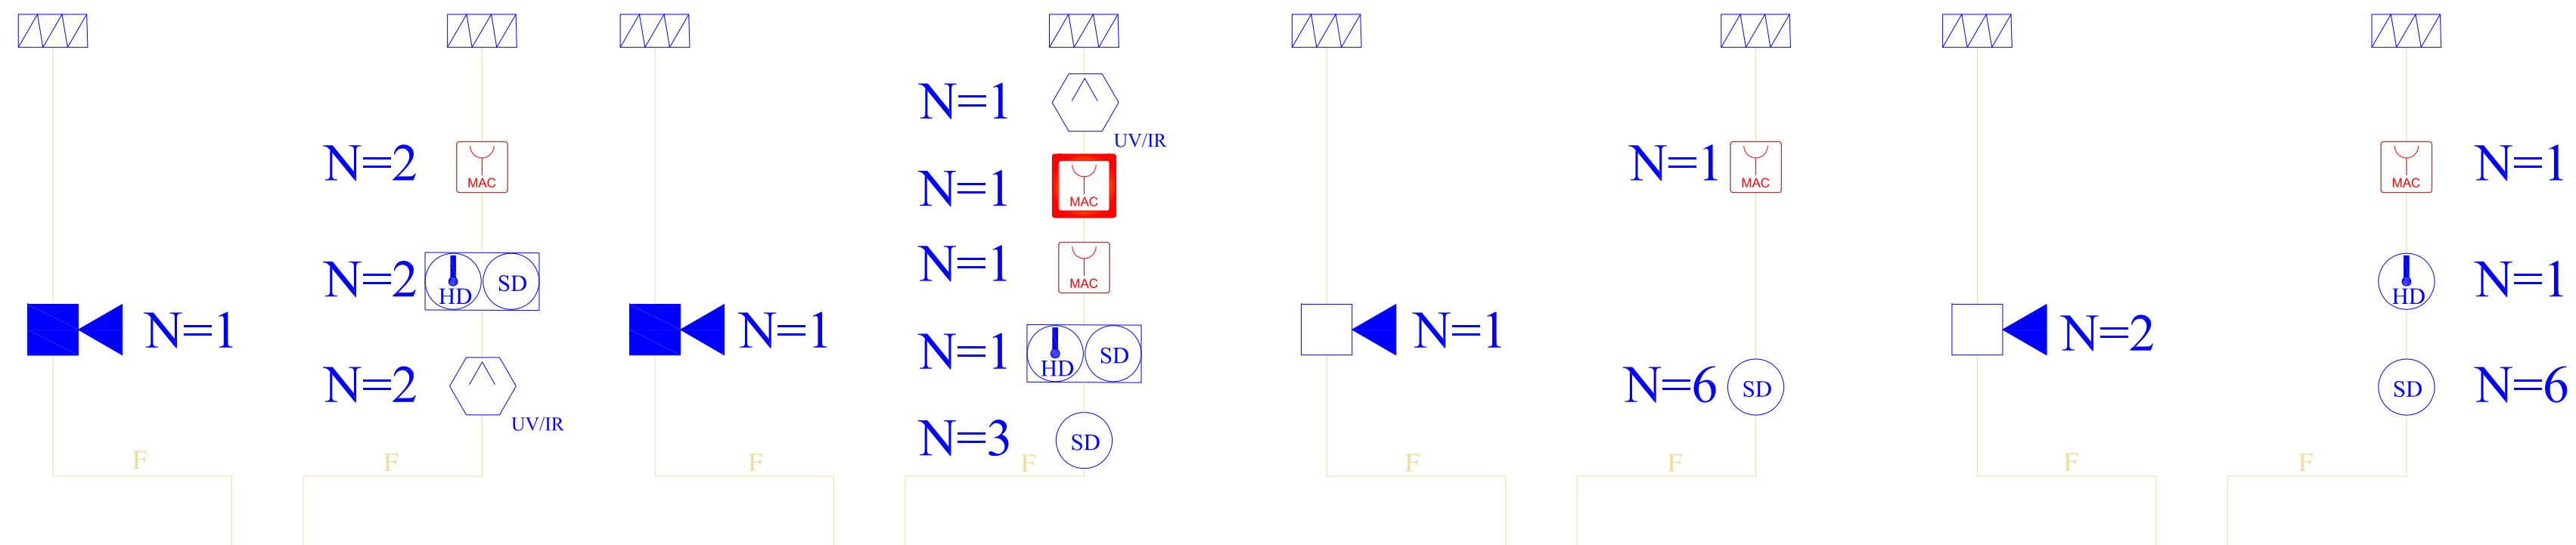 N=1
F
N=2
MAC
N=2
HD
SD
N=2
UV/IR
F
N=1
F
N=1
UV/IR
N=1
MAC
N=1
MAC
N=1
HD
SD
N=3
SD
F
N=1
F
N=1
MAC
N=6
SD
F
N=2
F
MAC
N=1
HD
N=1
SD
N=6
F